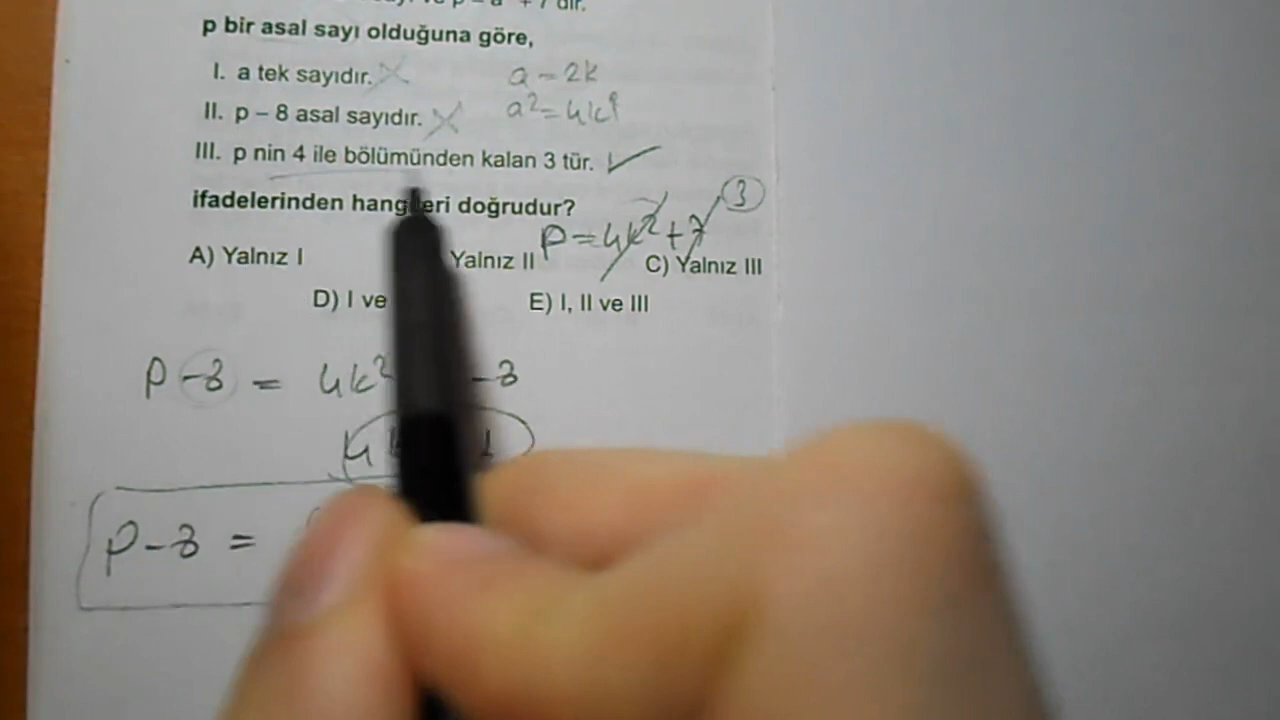 p bir asal sayı olduğuna göre,
I. a tek sayıdır.
a = 2k
II. p – 8 asal sayıdır.
a² = 4k²
III. p nin 4 ile bölümünden kalan 3 tür.
ifadelerinden doğrudur?
3
P = 4k² + 7
A) Yalnız I
Yalnız II
C) Yalnız III
D) I ve
E) I, II ve III
P - 8 = 4k² - 8
4 1
P - 8 =